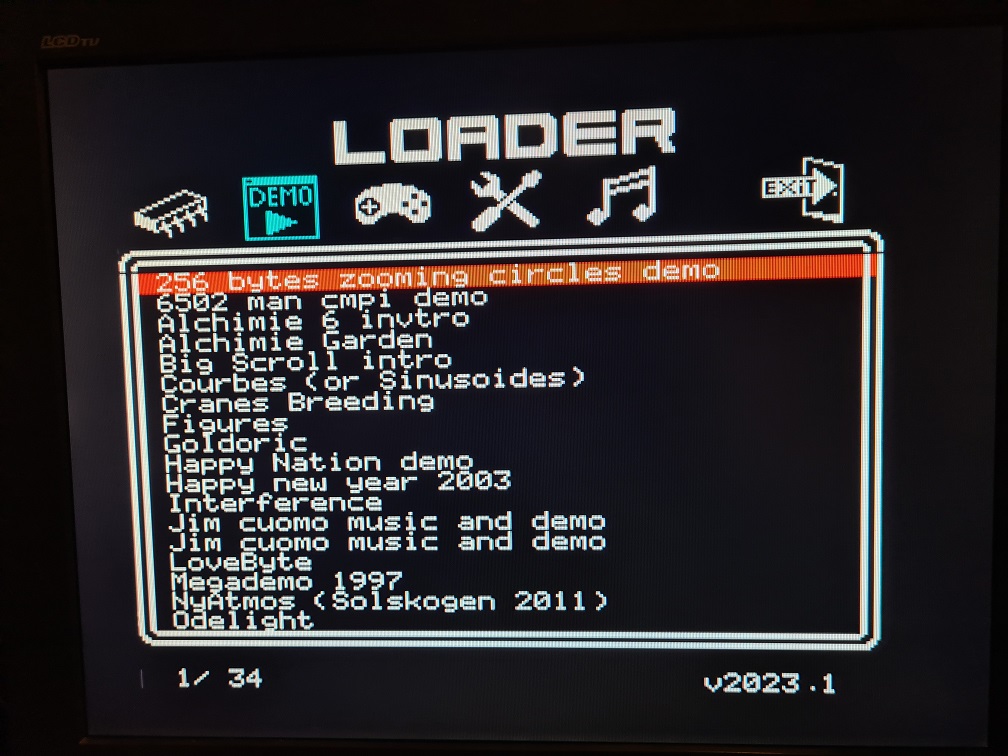 LCDTV
LOADER
DEMO
EXIT
256 bytes zooming circles demo
6502 man cmpi demo
Alchimie 6 invtro
Alchimie Garden
Big Scroll intro
Courbes (or Sinusoides)
Cranes Breeding
Figures
Goldoric
Happy Nation demo
Happy new year 2003
Interference
Jim cuomo music and demo
Jim cuomo music and demo
LoveByte
Megademo 1997
NyAtmos (Solskogen 2011)
Odelight
1/ 34
v2023.1